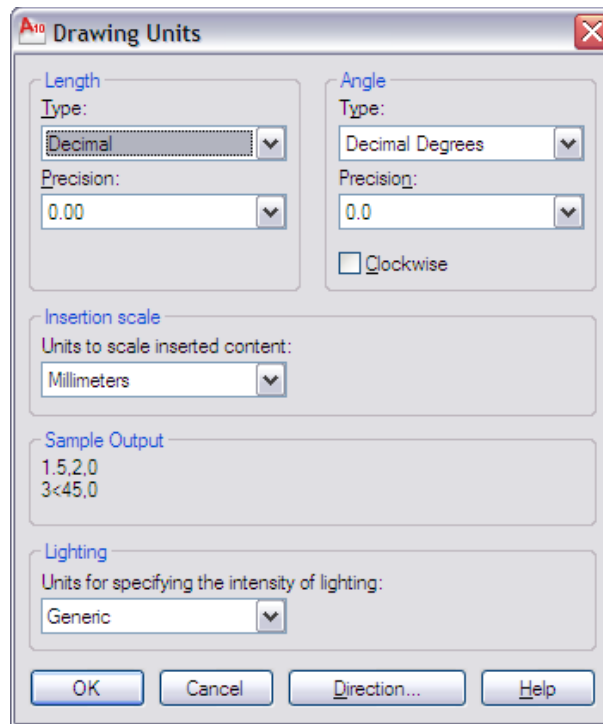 A10 Drawing Units
Length
Type:
Decimal
Precision:
0.00
Angle
Type:
Decimal Degrees
Precision:
0.0
Clockwise
Insertion scale
Units to scale inserted content:
Millimeters
Sample Output
1.5,2,0
3<45,0
Lighting
Units for specifying the intensity of lighting:
Generic
OK Cancel Direction... Help